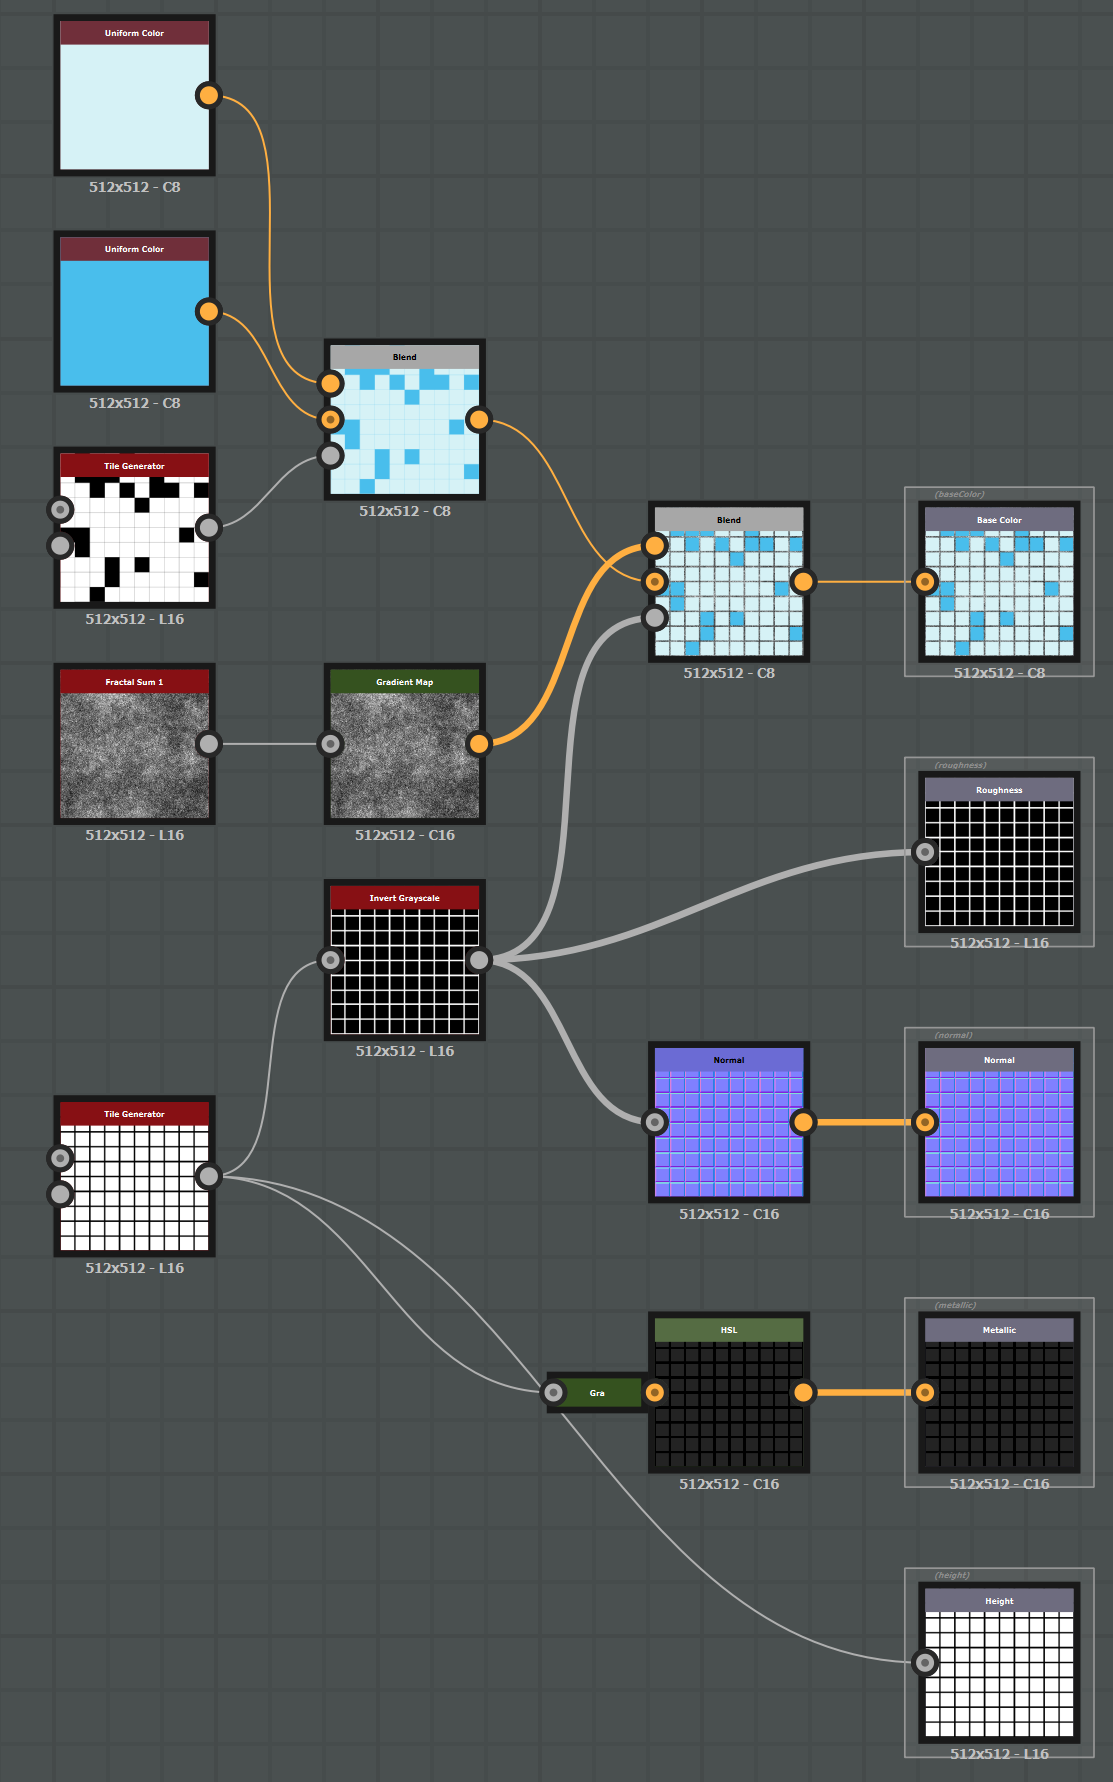 Uniform Color
512x512 - C8
Uniform Color
512x512 - C8
Tile Generator
512x512 - L16
Blend
512x512 - C8
Blend
512x512 - C8
(baseColor)
Base Color
512x512 - C8
Fractal Sum 1
512x512 - L16
Gradient Map
512x512 - C16
(roughness)
Roughness
512x512 - L16
Invert Grayscale
512x512 - L16
Tile Generator
512x512 - L16
Normal
512x512 - C16
(normal)
Normal
512x512 - C16
Gra
HSL
512x512 - C16
(metallic)
Metallic
512x512 - C16
(height)
Height
512x512 - L16